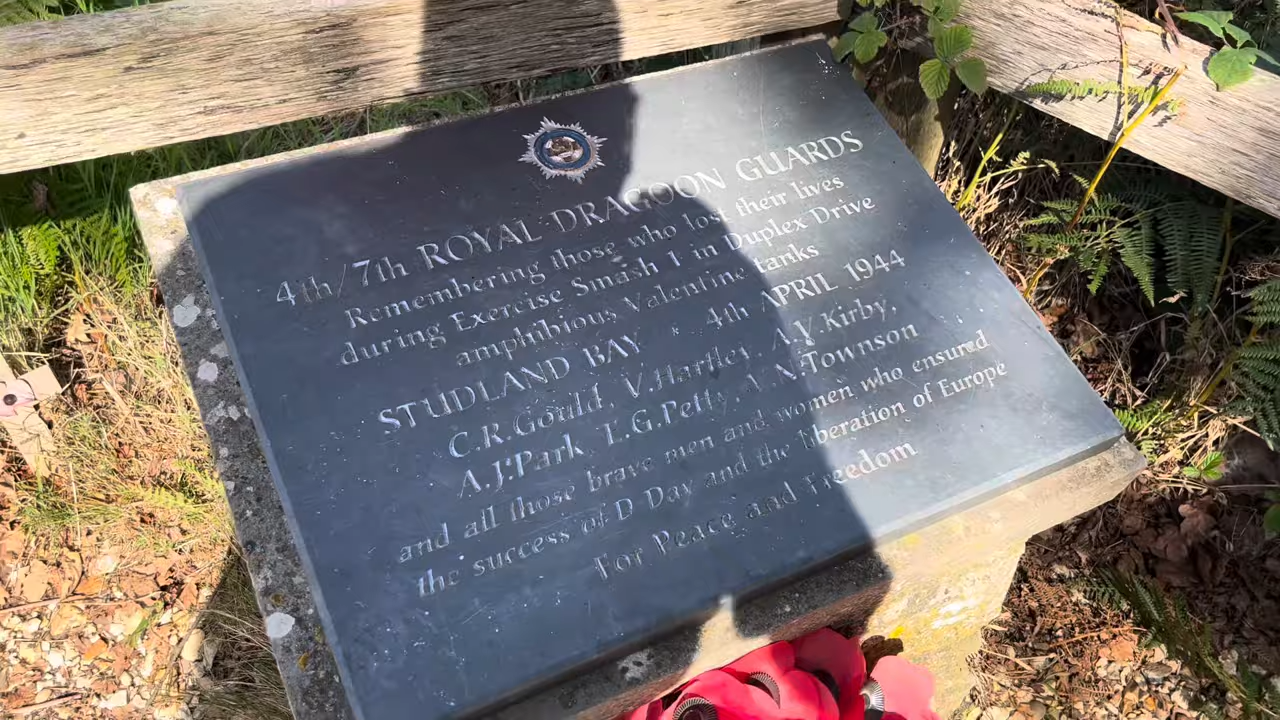 4th/7th ROYAL DRAGOON GUARDS
Remembering those who lost their lives
during Exercise Smash 1 in Duplex Drive
amphibious Valentine tanks
STUDLAND BAY * 4th APRIL 1944
C.R.Gould, V.Hartley, A.V.Kirby,
A.J.Park, T.G.Petty, A.N.Townson
and all those brave men and women who ensured
the success of D Day and the liberation of Europe
For Peace and Freedom